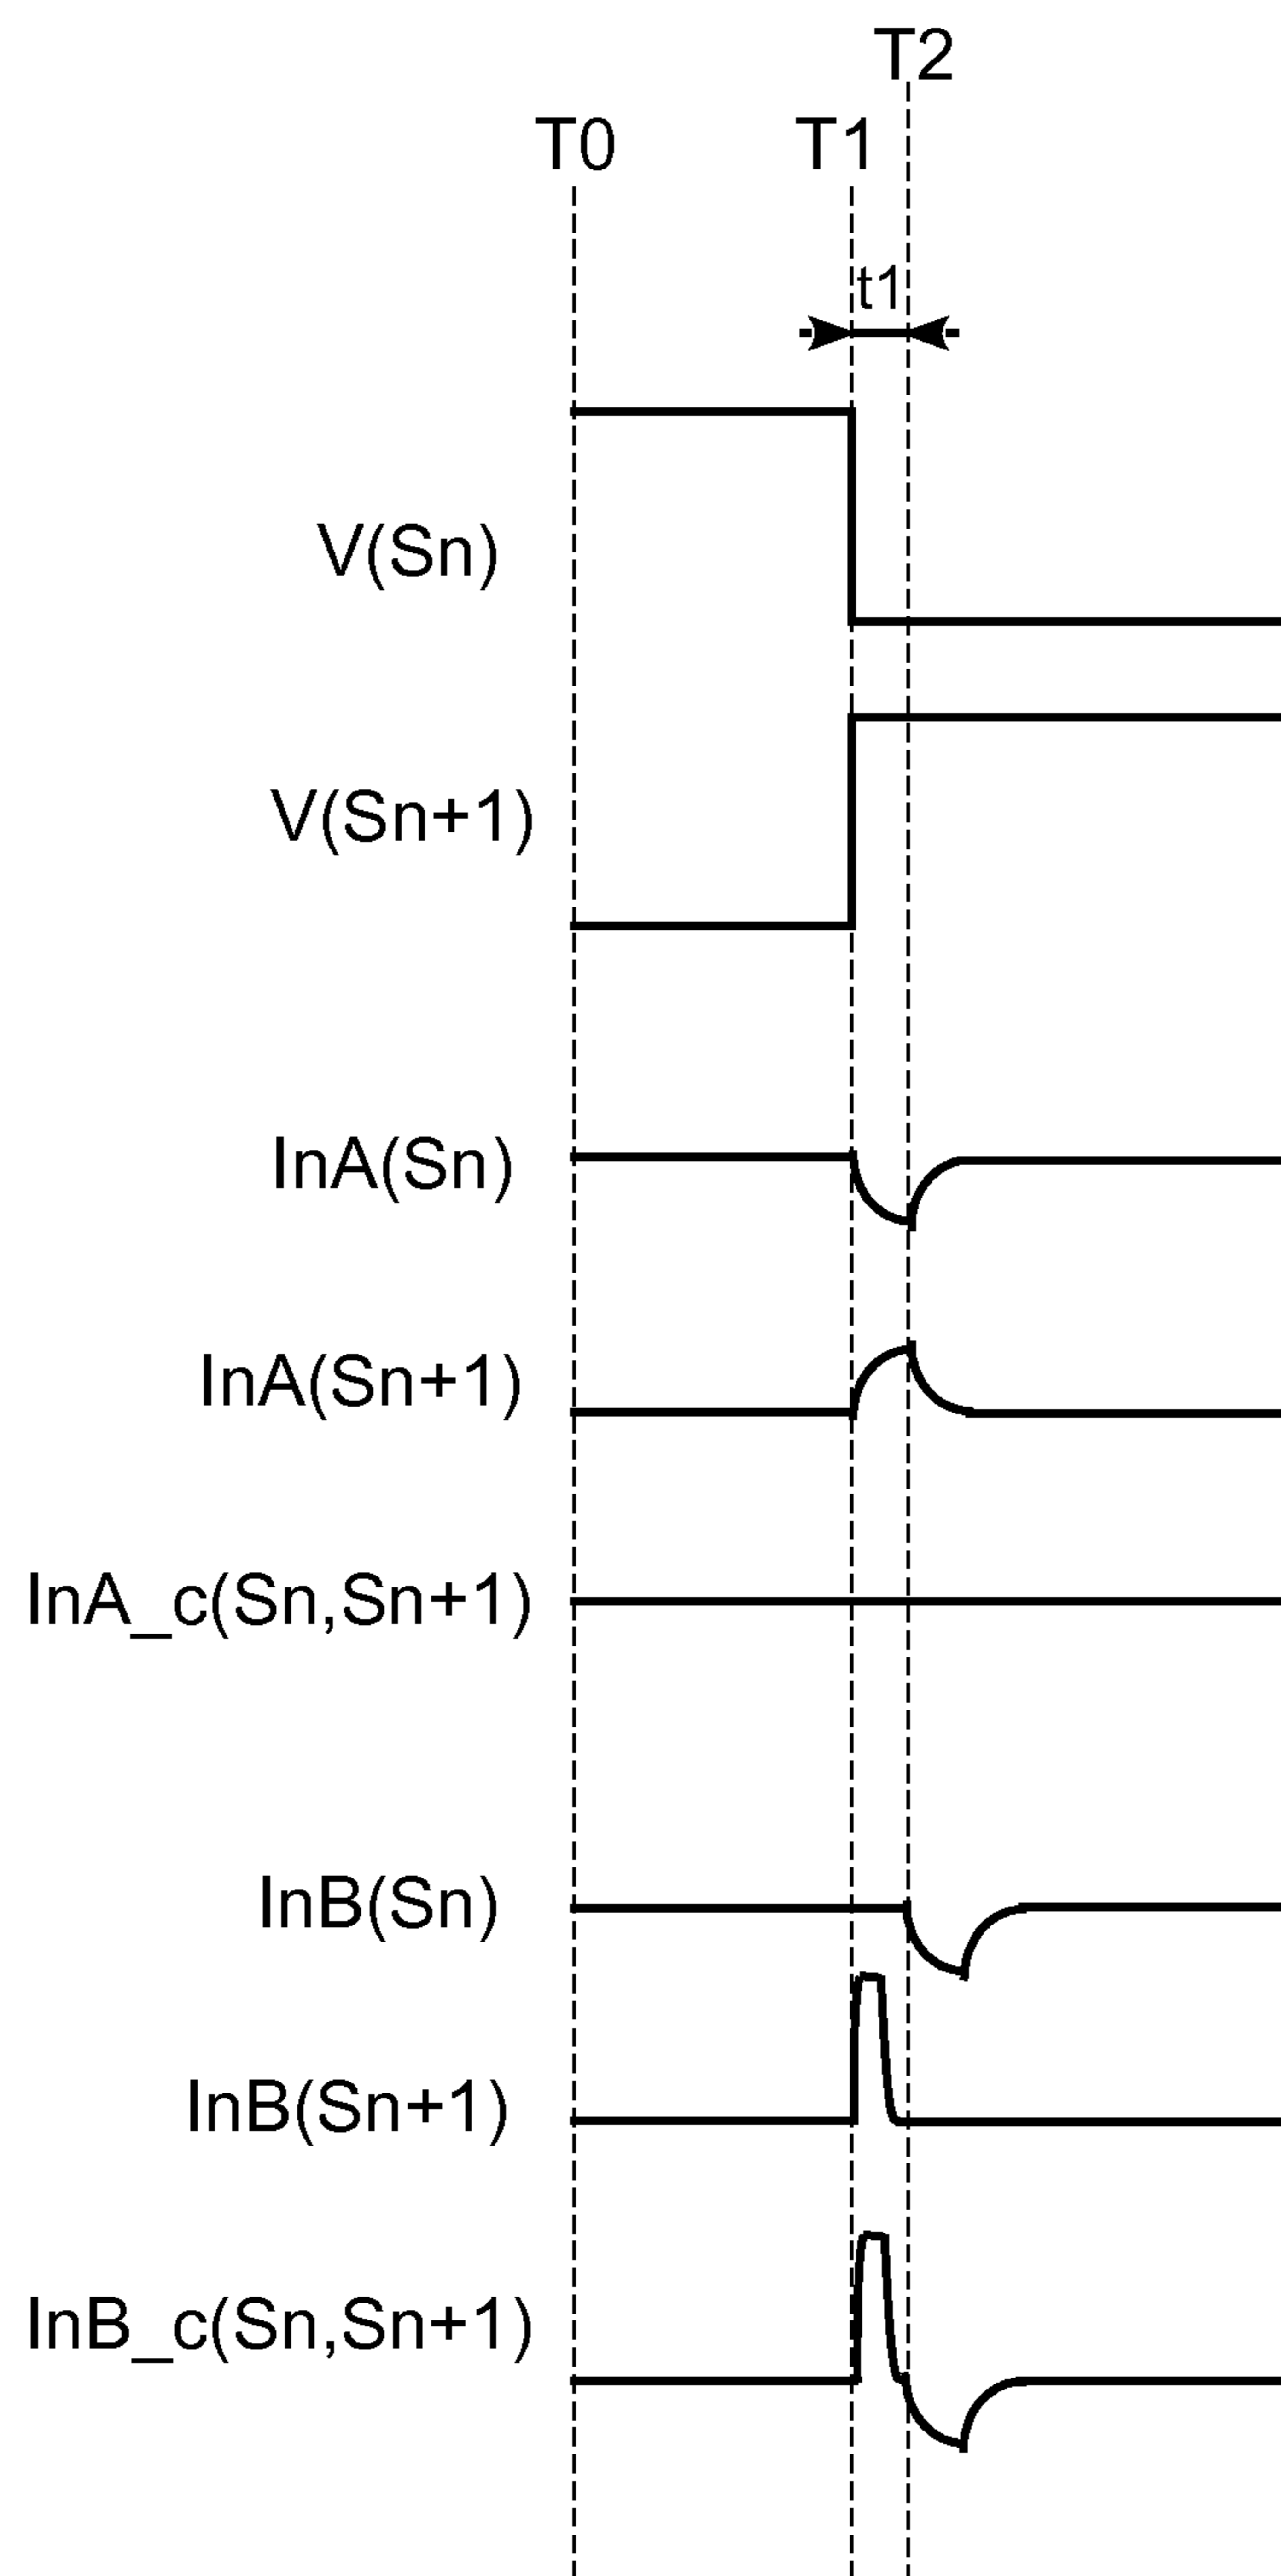 T2
T0 T1
t1
V(Sn)
V(Sn+1)
InA(Sn)
InA(Sn+1)
InA_c(Sn,Sn+1)
InB(Sn)
InB(Sn+1)
InB_c(Sn,Sn+1)